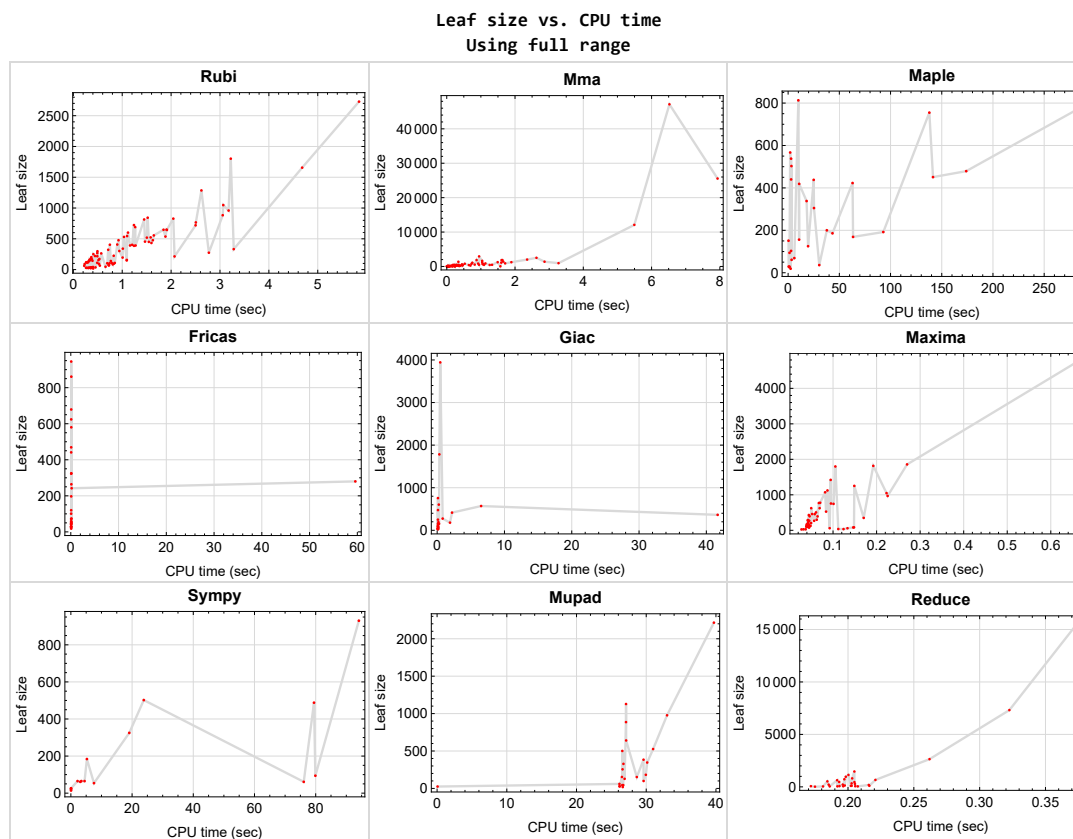 Leaf size vs. CPU time
Using full range
Rubi
Leaf size
2500
2000
1500
1000
500
0
0 1 2 3 4 5
CPU time (sec)
Mma
Leaf size
40 000
30 000
20 000
10 000
0
0 2 4 6 8
CPU time (sec)
Maple
Leaf size
800
600
400
200
0
0 50 100 150 200 250
CPU time (sec)
Fricas
Leaf size
800
600
400
200
0
0 10 20 30 40 50 60
CPU time (sec)
Giac
Leaf size
4000
3000
2000
1000
0
0 10 20 30 40
CPU time (sec)
Maxima
Leaf size
4000
3000
2000
1000
0
0.1 0.2 0.3 0.4 0.5 0.6
CPU time (sec)
Sympy
Leaf size
800
600
400
200
0
0 20 40 60 80
CPU time (sec)
Mupad
Leaf size
2000
1500
1000
500
0
0 10 20 30 40
CPU time (sec)
Reduce
Leaf size
15 000
10 000
5000
0
0.20 0.25 0.30 0.35
CPU time (sec)